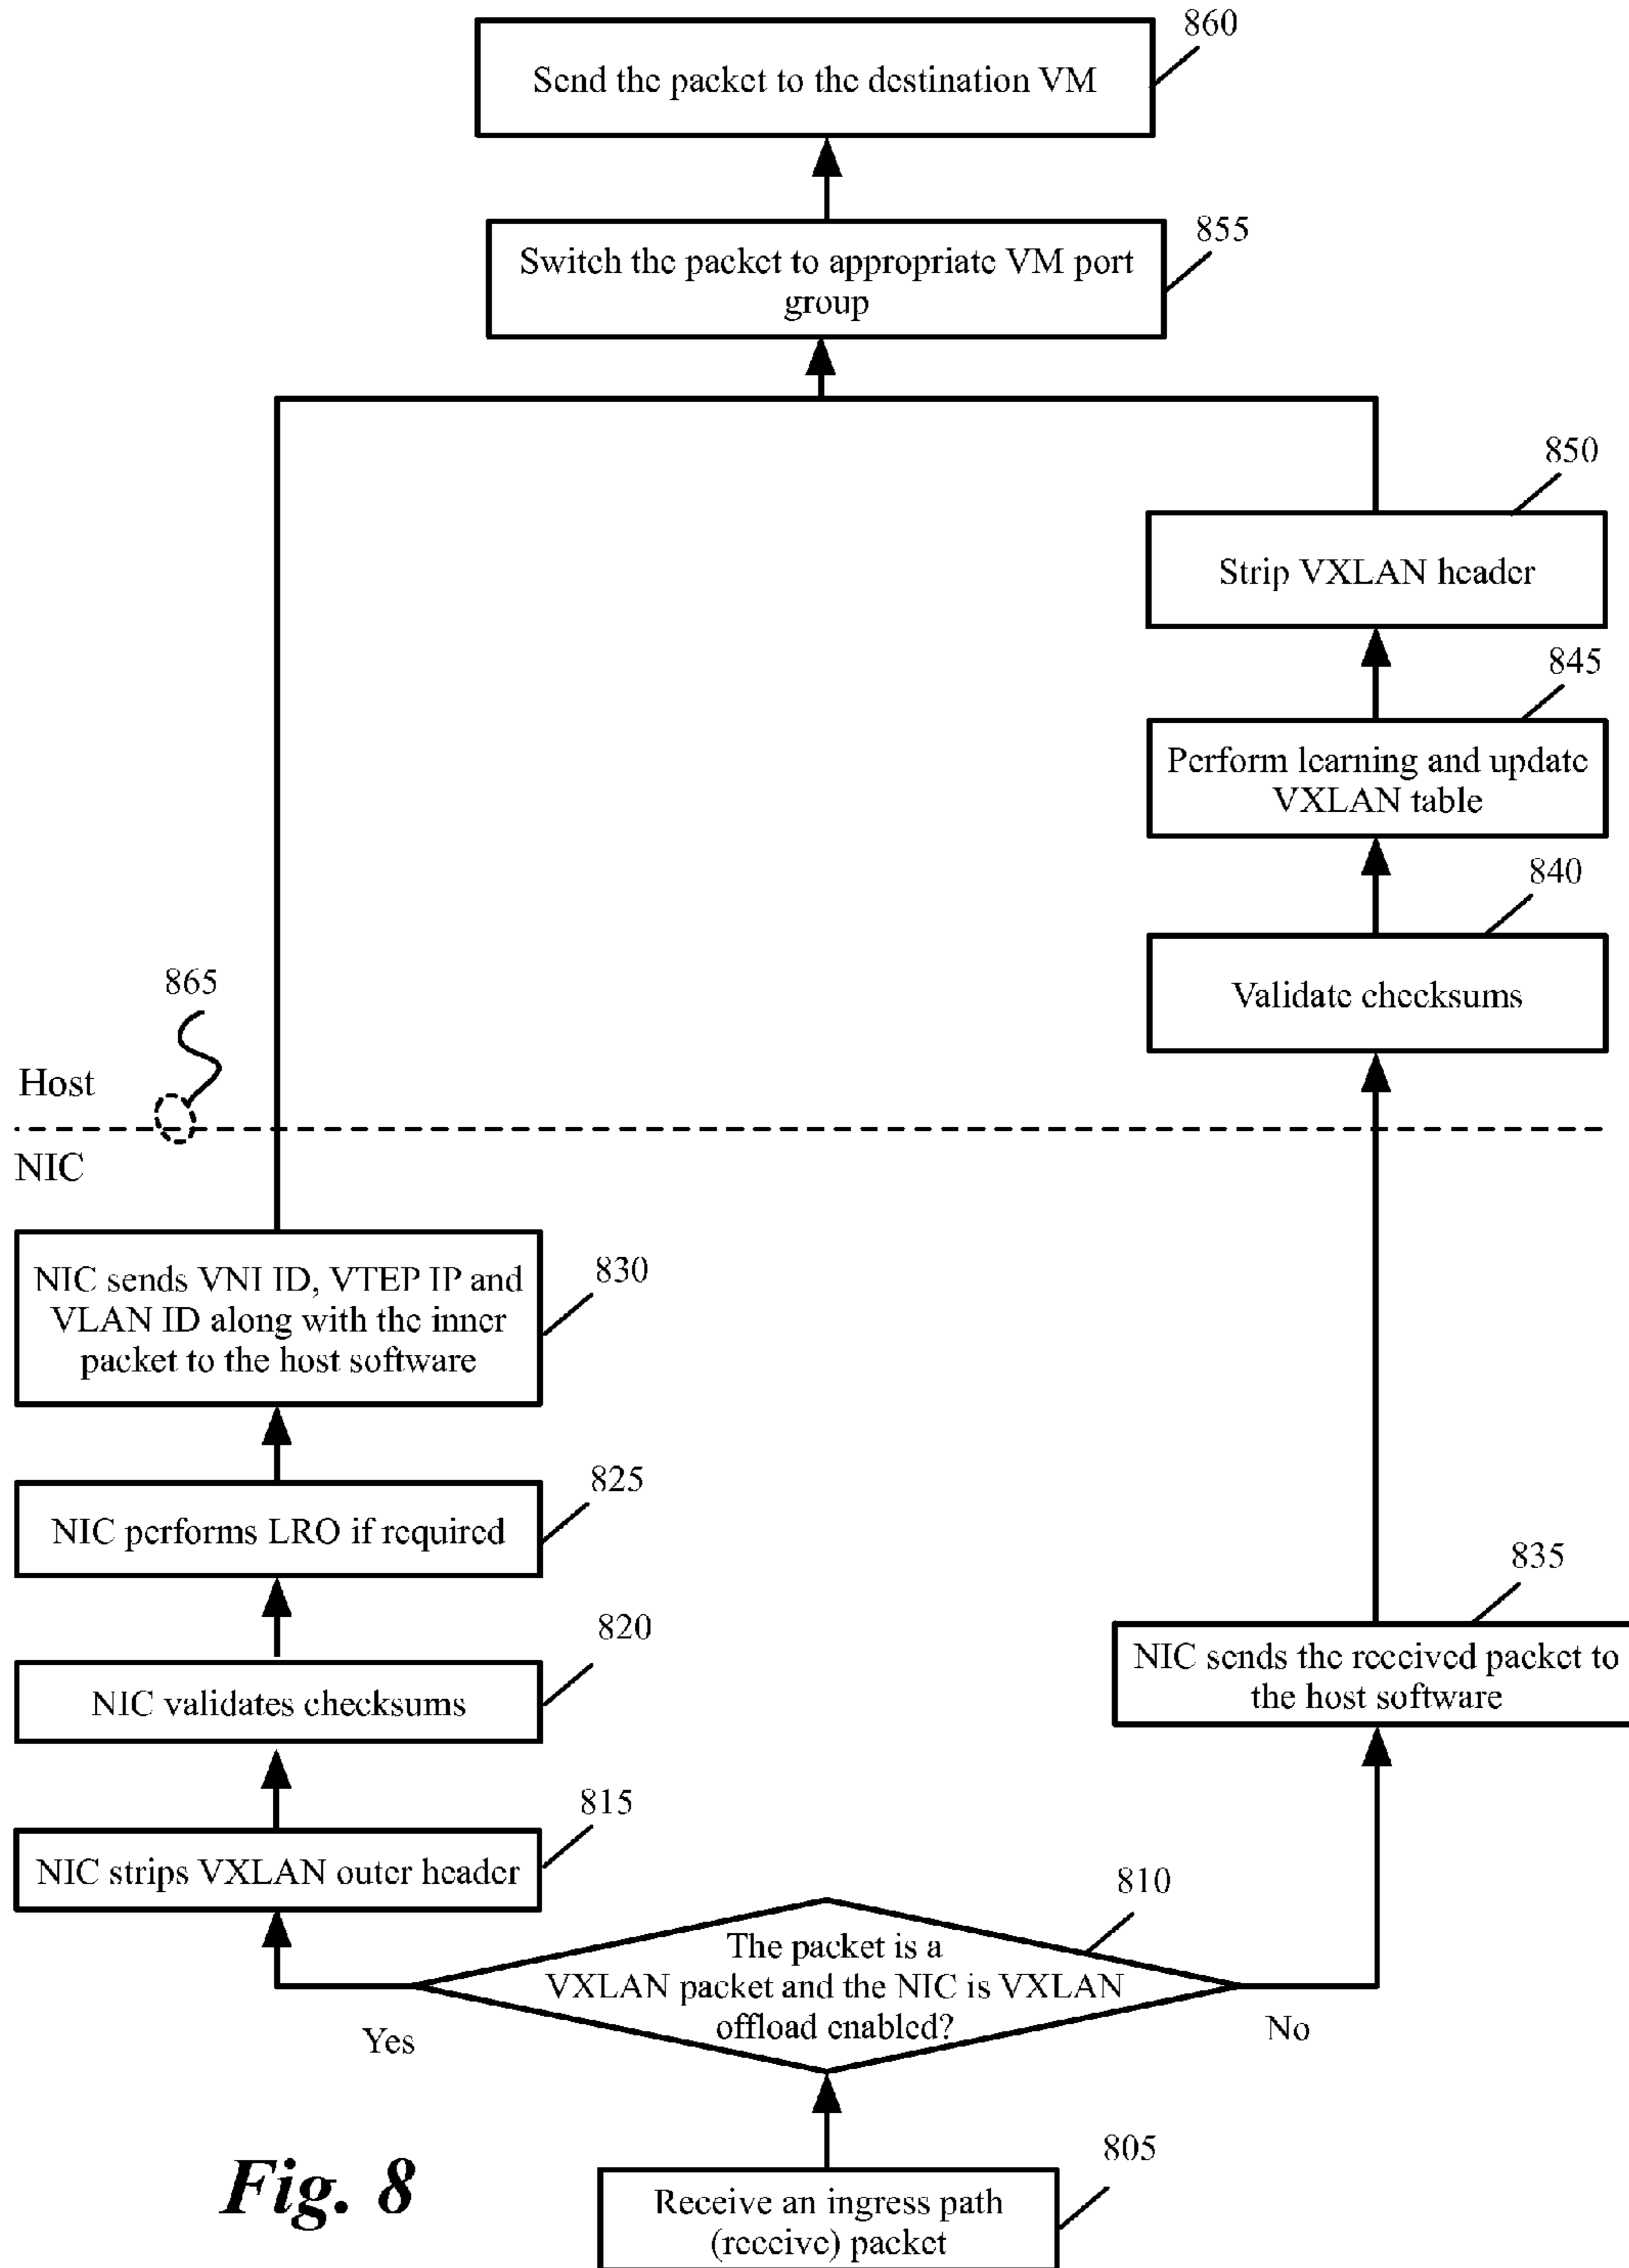 860
Send the packet to the destination VM
855
Switch the packet to appropriate VM port
group
850
Strip VXLAN header
845
Perform learning and update
VXLAN table
840
Validate checksums
865
Host
NIC
NIC sends VNI ID, VTEP IP and
VLAN ID along with the inner
packet to the host software
830
825
NIC performs LRO if required
835
NIC sends the received packet to
the host software
820
NIC validates checksums
815
NIC strips VXLAN outer header
810
The packet is a
VXLAN packet and the NIC is VXLAN
offload enabled?
Yes
No
805
Receive an ingress path
(receive) packet
Fig. 8